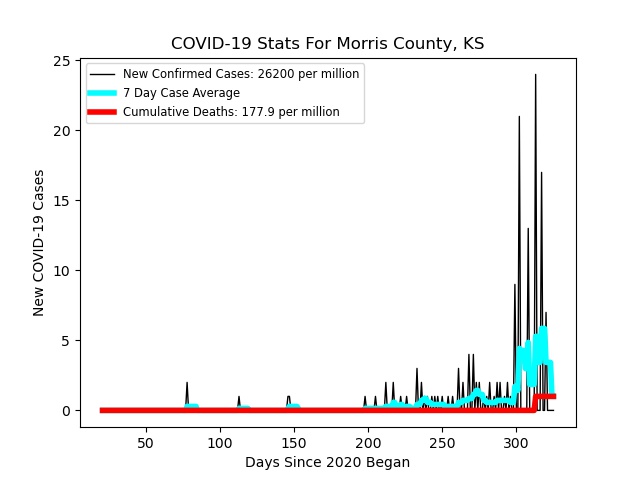 COVID-19 Stats For Morris County, KS
New Confirmed Cases: 26200 per million
7 Day Case Average
Cumulative Deaths: 177.9 per million
New COVID-19 Cases
25
20
15
10
5
0
50 100 150 200 250 300
Days Since 2020 Began